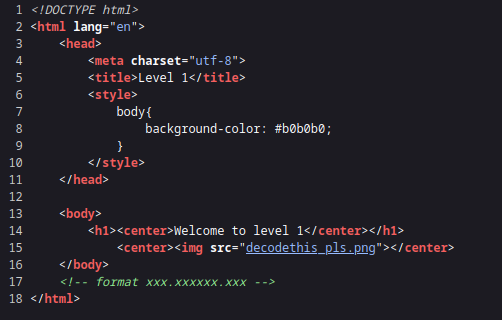 1 <!DOCTYPE html>
2 <html lang="en">
3 <head>
4 <meta charset="utf-8">
5 <title>Level 1</title>
6 <style>
7 body{
8 background-color: #b0b0b0;
9 }
10 </style>
11 </head>
12
13 <body>
14 <h1><center>Welcome to level 1</center></h1>
15 <center><img src="decodethis_pls.png"></center>
16 </body>
17 <!-- format xxx.xxxxxx.xxx -->
18 </html>